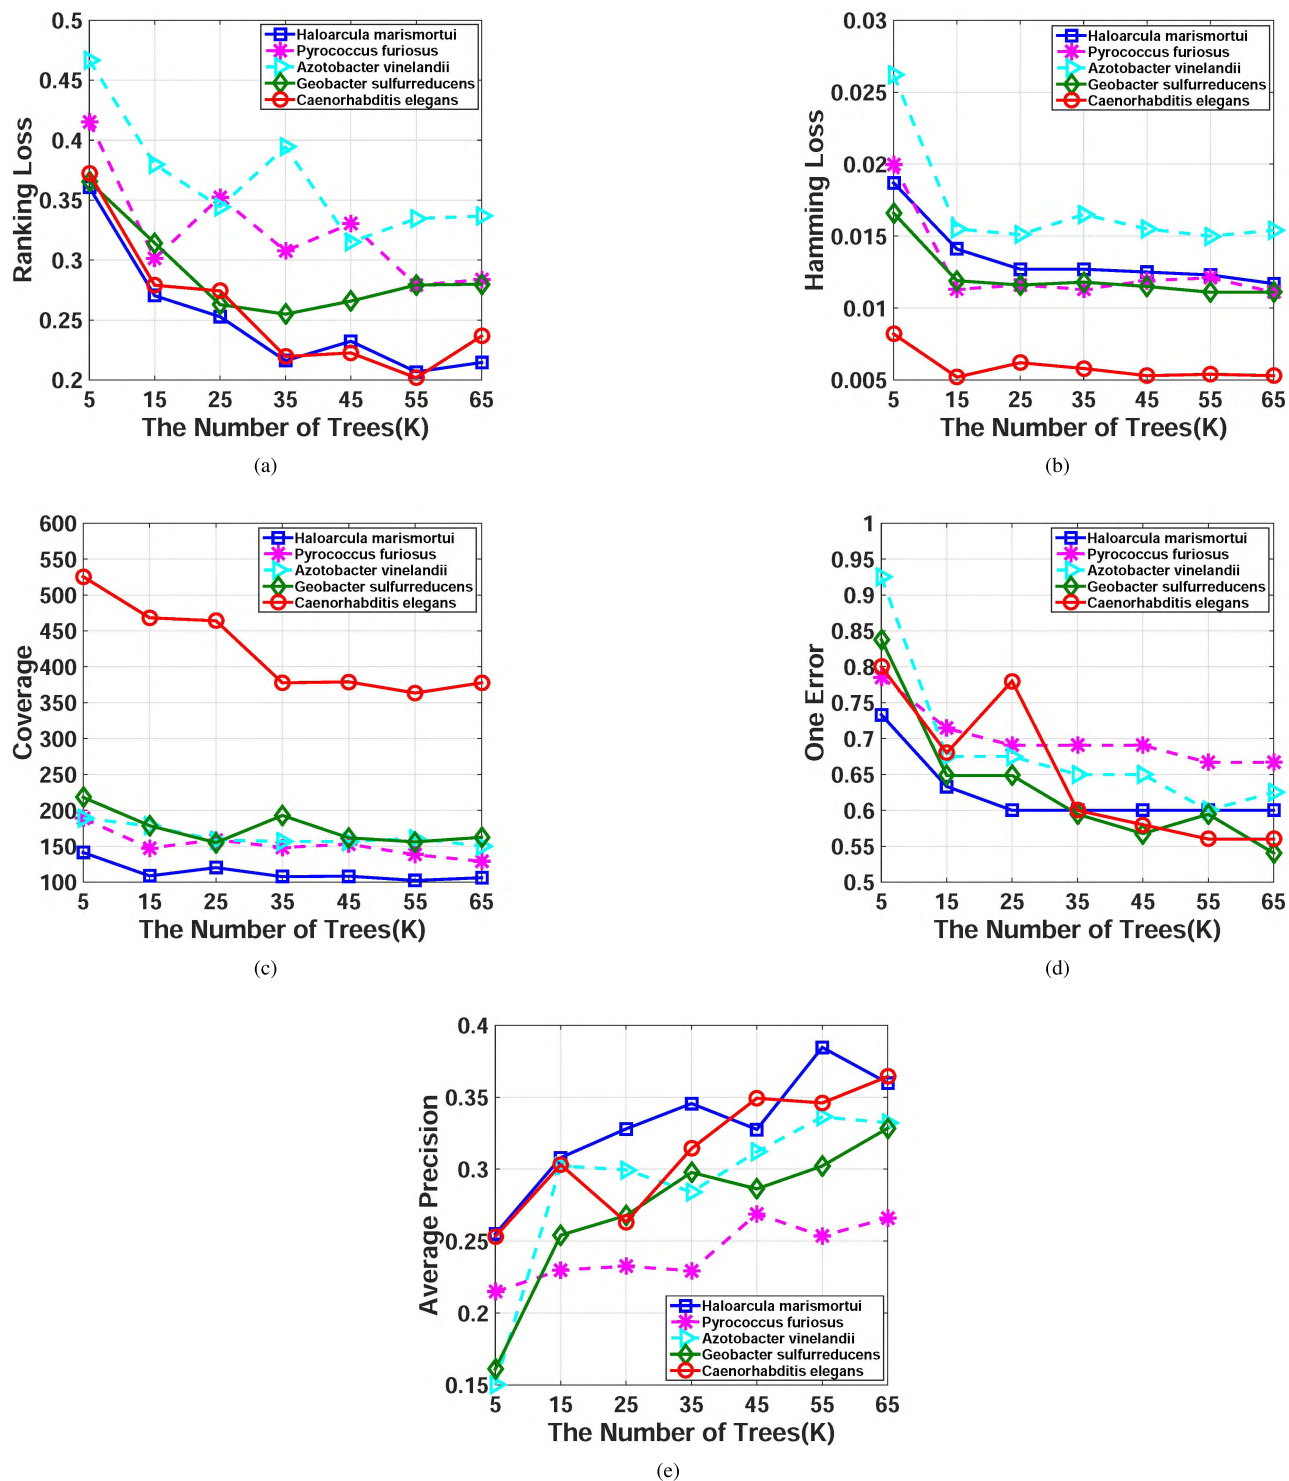 0.5
0.45
0.4
0.35
0.3
0.25
0.2
Ranking Loss
Haloarcula marismortui
Pyrococcus furiosus
Azotobacter vinelandii
Geobacter sulfurreducens
Caenorhabditis elegans
5 15 25 35 45 55 65
The Number of Trees(K)
(a)
0.03
0.025
0.02
0.015
0.01
0.005
Hamming Loss
Haloarcula marismortui
Pyrococcus furiosus
Azotobacter vinelandii
Geobacter sulfurreducens
Caenorhabditis elegans
5 15 25 35 45 55 65
The Number of Trees(K)
(b)
600
550
500
450
400
350
300
250
200
150
100
Coverage
Haloarcula marismortui
Pyrococcus furiosus
Azotobacter vinelandii
Geobacter sulfurreducens
Caenorhabditis elegans
5 15 25 35 45 55 65
The Number of Trees(K)
(c)
1
0.95
0.9
0.85
0.8
0.75
0.7
0.65
0.6
0.55
0.5
One Error
Haloarcula marismortui
Pyrococcus furiosus
Azotobacter vinelandii
Geobacter sulfurreducens
Caenorhabditis elegans
5 15 25 35 45 55 65
The Number of Trees(K)
(d)
0.4
0.35
0.3
0.25
0.2
0.15
Average Precision
Haloarcula marismortui
Pyrococcus furiosus
Azotobacter vinelandii
Geobacter sulfurreducens
Caenorhabditis elegans
5 15 25 35 45 55 65
The Number of Trees(K)
(e)